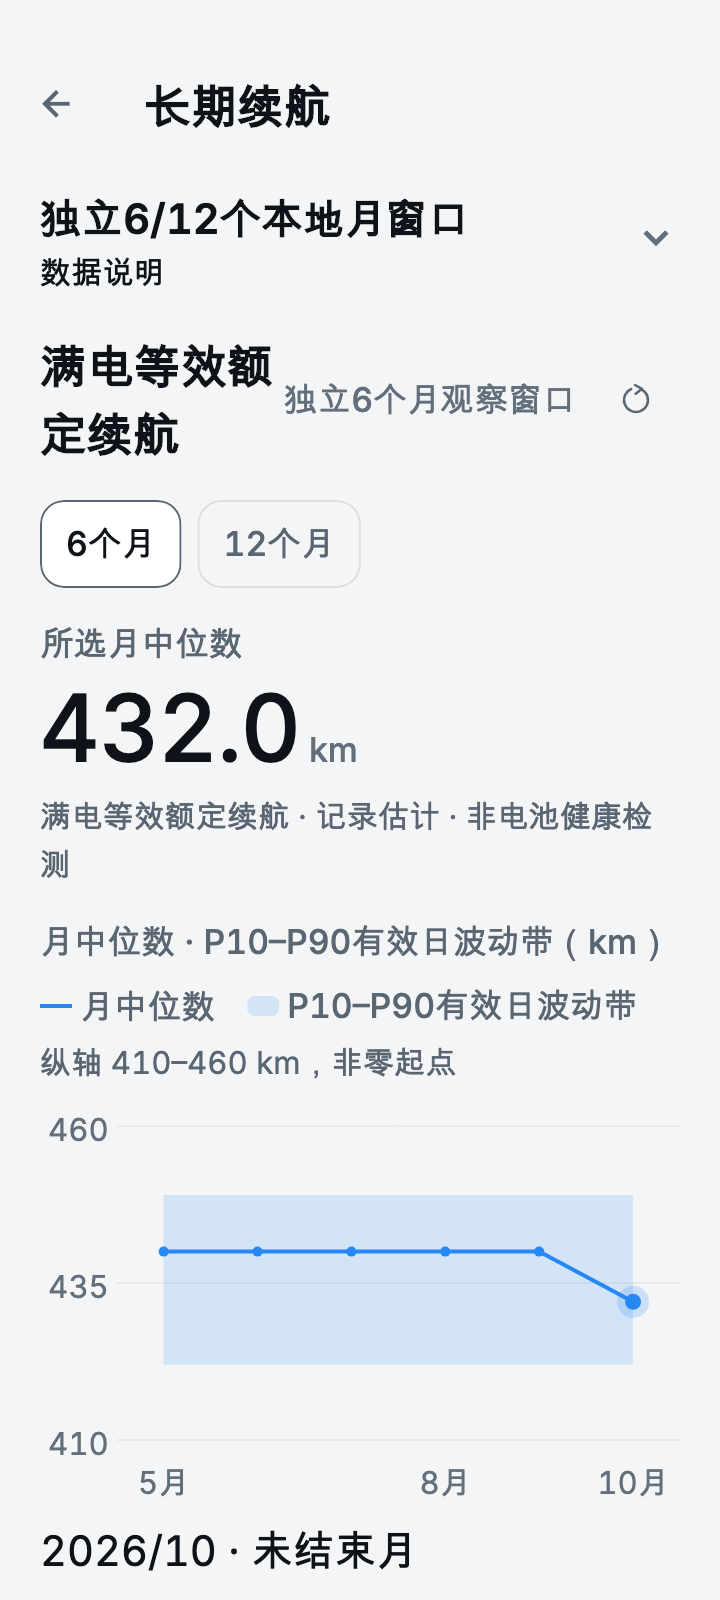 长期续航
独立6/12个本地月窗口
数据说明
满电等效额
定续航
独立6个月观察窗口
6个月
12个月
所选月中位数
432.0 km
满电等效额定续航 · 记录估计 · 非电池健康检
测
月中位数 · P10–P90有效日波动带（km）
月中位数
P10–P90有效日波动带
纵轴 410–460 km，非零起点
460
435
410
5月
8月
10月
2026/10 · 未结束月